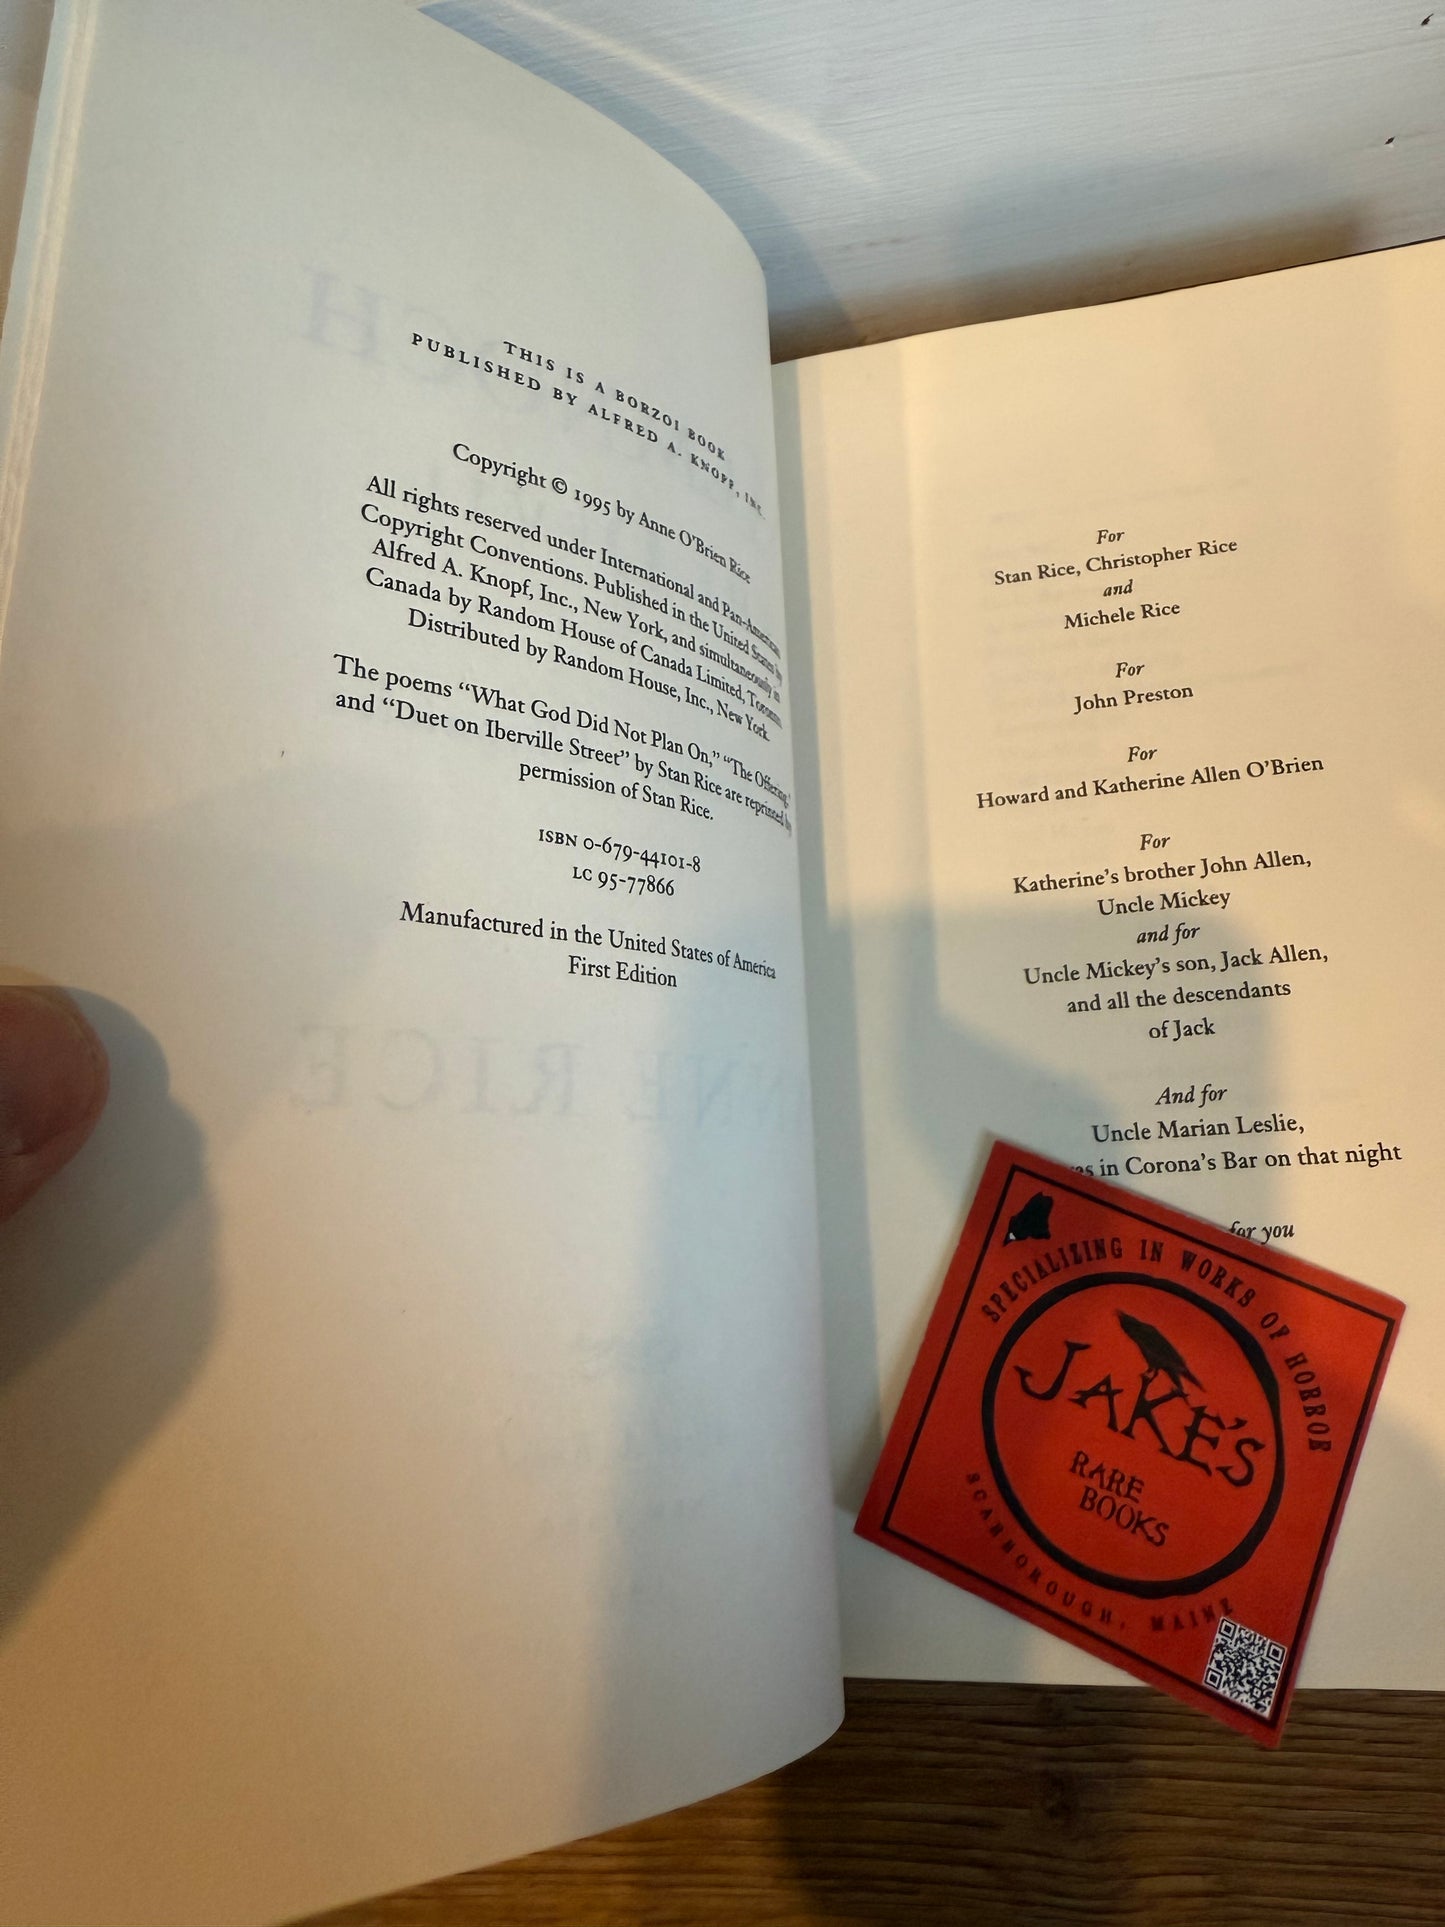 THIS IS A BORZOI BOOK
PUBLISHED BY ALFRED A. KNOPF, INC.
Copyright © 1995 by Anne O'Brien Rice
All rights reserved under International and Pan-American
Copyright Conventions. Published in the United States by
Alfred A. Knopf, Inc., New York, and simultaneously in
Canada by Random House of Canada Limited, Toronto.
Distributed by Random House, Inc., New York.
The poems “What God Did Not Plan On,” “The Offering,”
and “Duet on Iberville Street” by Stan Rice are reprinted by
permission of Stan Rice.
ISBN 0-679-44101-8
LC 95-77866
Manufactured in the United States of America
First Edition
For
Stan Rice, Christopher Rice
and
Michele Rice
For
John Preston
For
Howard and Katherine Allen O'Brien
For
Katherine's brother John Allen,
Uncle Mickey
and for
Uncle Mickey's son, Jack Allen,
and all the descendants
of Jack
And for
Uncle Marian Leslie,
in Corona's Bar on that night
for you
SPECIALIZING IN WORKS OF HORROR
JAKE'S
RARE
BOOKS
SCARBOROUGH, MAINE